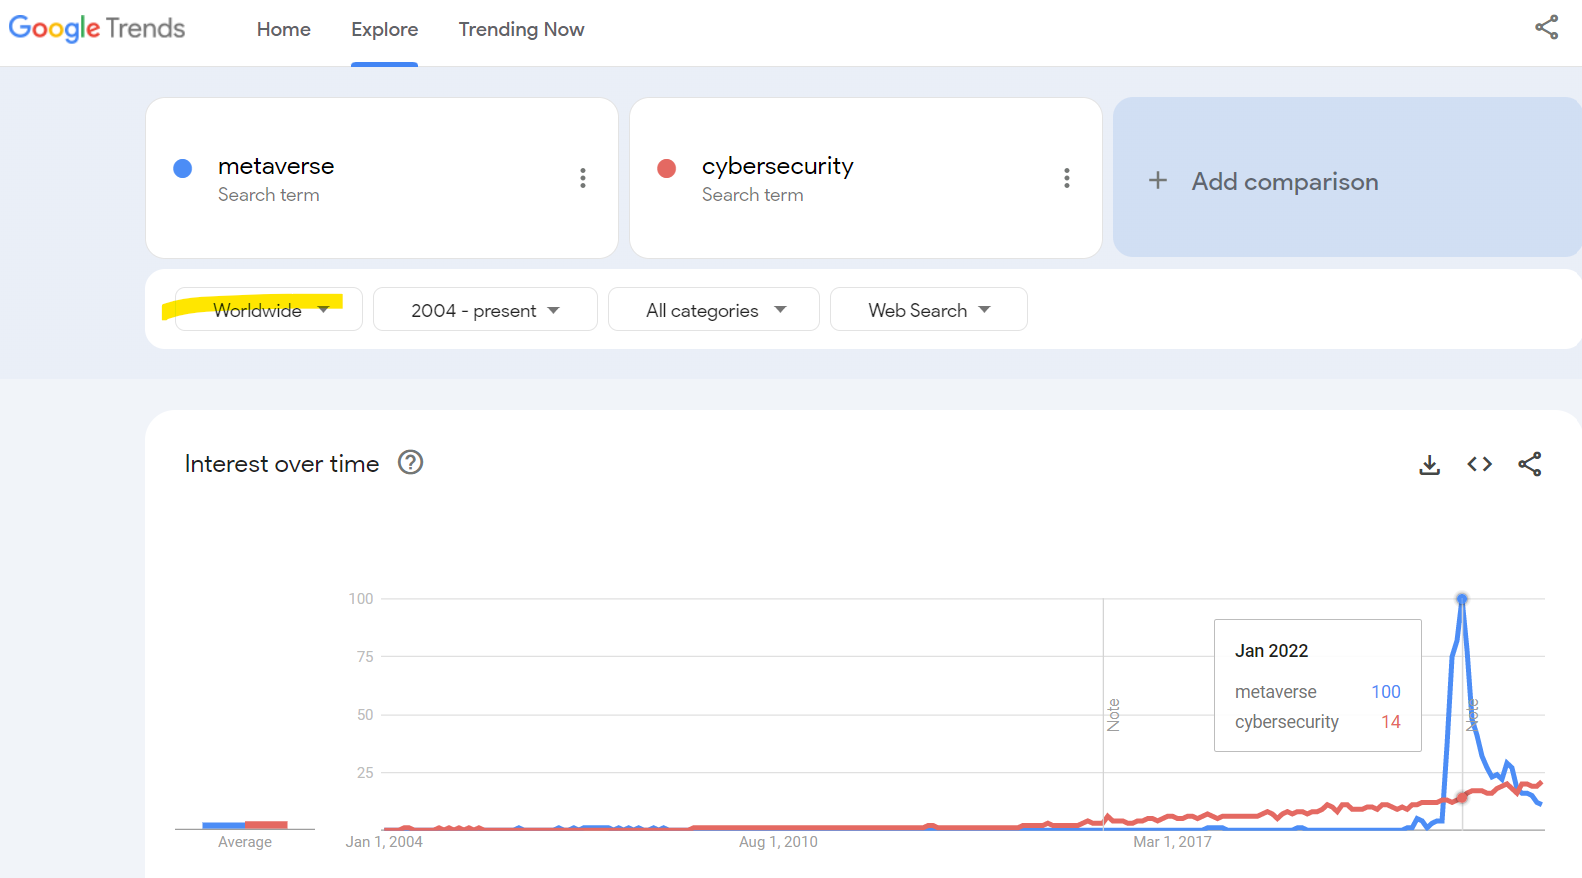 Google Trends Home Explore Trending Now
metaverse
Search term
cybersecurity
Search term
+ Add comparison
Worldwide 2004 - present All categories Web Search
Interest over time ?
100
75
50
25
Note
Note
Jan 2022
metaverse 100
cybersecurity 14
Average
Jan 1, 2004 Aug 1, 2010 Mar 1, 2017